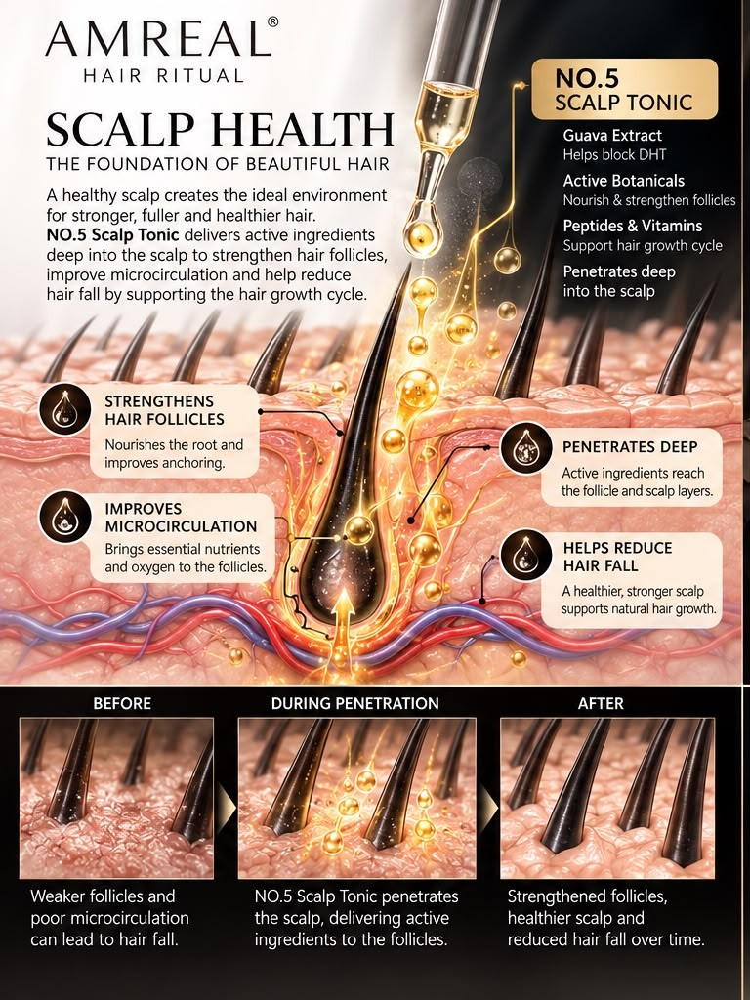 AMREAL®
HAIR RITUAL
SCALP HEALTH
THE FOUNDATION OF BEAUTIFUL HAIR
A healthy scalp creates the ideal environment
for stronger, fuller and healthier hair.
NO.5 Scalp Tonic delivers active ingredients
deep into the scalp to strengthen hair follicles,
improve microcirculation and help reduce
hair fall by supporting the hair growth cycle.
NO.5
SCALP TONIC
Guava Extract
Helps block DHT
Active Botanicals
Nourish & strengthen follicles
Peptides & Vitamins
Support hair growth cycle
Penetrates deep
into the scalp
STRENGTHENS
HAIR FOLLICLES
Nourishes the root and
improves anchoring.
IMPROVES
MICROCIRCULATION
Brings essential nutrients
and oxygen to the follicles.
PENETRATES DEEP
Active ingredients reach
the follicle and scalp layers.
HELPS REDUCE
HAIR FALL
A healthier, stronger scalp
supports natural hair growth.
BEFORE
DURING PENETRATION
AFTER
Weaker follicles and
poor microcirculation
can lead to hair fall.
NO.5 Scalp Tonic penetrates
the scalp, delivering active
ingredients to the follicles.
Strengthened follicles,
healthier scalp and
reduced hair fall over time.